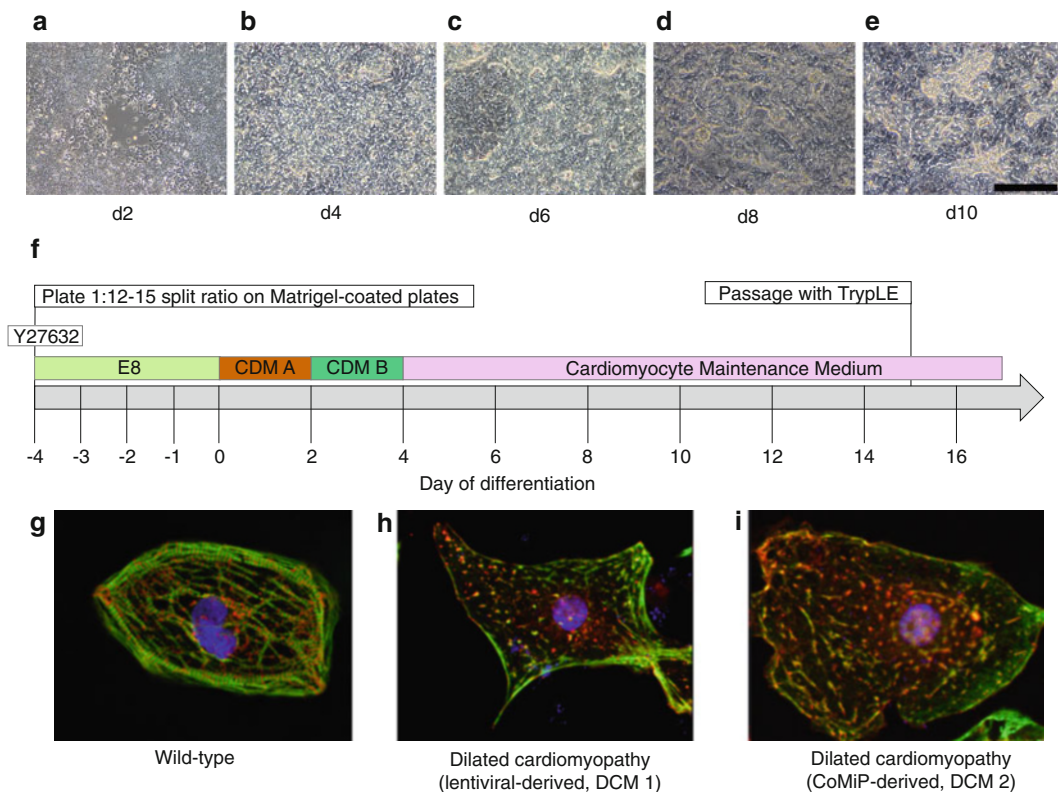 a
b
c
d
e
d2
d4
d6
d8
d10
f
Plate 1:12-15 split ratio on Matrigel-coated plates
Passage with TrypLE
Y27632
E8
CDM A
CDM B
Cardiomyocyte Maintenance Medium
-4
-3
-2
-1
0
2
4
6
8
10
12
14
16
Day of differentiation
g
h
i
Wild-type
Dilated cardiomyopathy
(lentiviral-derived, DCM 1)
Dilated cardiomyopathy
(CoMiP-derived, DCM 2)